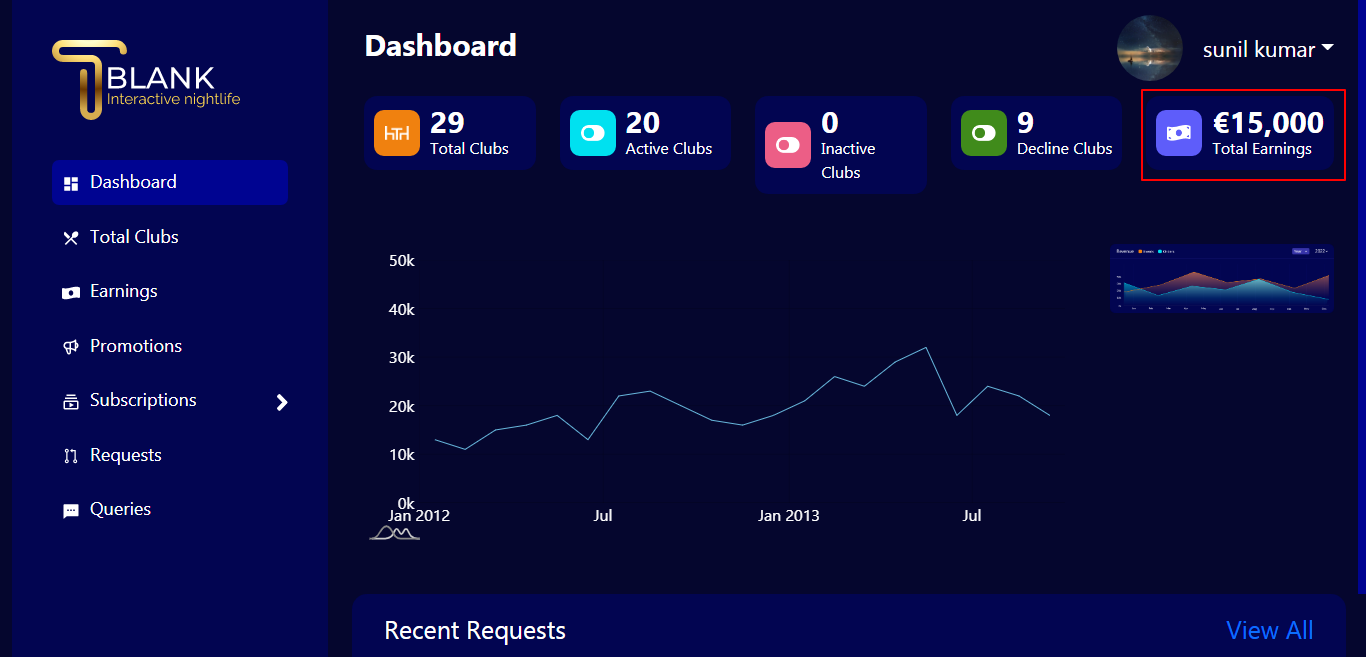 BLANK
Interactive nightlife
Dashboard
Total Clubs
Earnings
Promotions
Subscriptions
Requests
Queries
Dashboard
sunil kumar
29
Total Clubs
20
Active Clubs
0
Inactive
Clubs
9
Decline Clubs
€15,000
Total Earnings
50k
40k
30k
20k
10k
0k
Jan 2012
Jul
Jan 2013
Jul
Revenue
2022
Recent Requests
View All